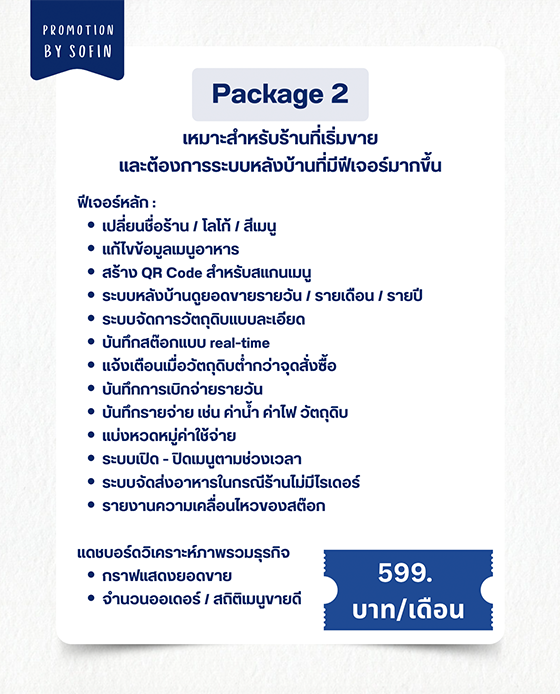 PROMOTION
BY SOFIN
Package 2
เหมาะสำหรับร้านที่เริ่มขาย
และต้องการระบบหลังบ้านที่มีฟีเจอร์มากขึ้น
ฟีเจอร์หลัก :
• เปลี่ยนชื่อร้าน / โลโก้ / สีเมนู
• แก้ไขข้อมูลเมนูอาหาร
• สร้าง QR Code สำหรับสแกนเมนู
• ระบบหลังบ้านดูยอดขายรายวัน / รายเดือน / รายปี
• ระบบจัดการวัตถุดิบแบบละเอียด
• บันทึกสต๊อกแบบ real-time
• แจ้งเตือนเมื่อวัตถุดิบต่ำกว่าจุดสั่งซื้อ
• บันทึกการเบิกจ่ายรายวัน
• บันทึกรายจ่าย เช่น ค่าน้ำ ค่าไฟ วัตถุดิบ
• แบ่งหวดหมู่ค่าใช้จ่าย
• ระบบเปิด - ปิดเมนูตามช่วงเวลา
• ระบบจัดส่งอาหารในกรณีร้านไม่มีไรเดอร์
• รายงานความเคลื่อนไหวของสต๊อก
แดชบอร์ดวิเคราะห์ภาพรวมธุรกิจ
• กราฟแสดงยอดขาย
• จำนวนออเดอร์ / สถิติเมนูขายดี
599.
บาท/เดือน